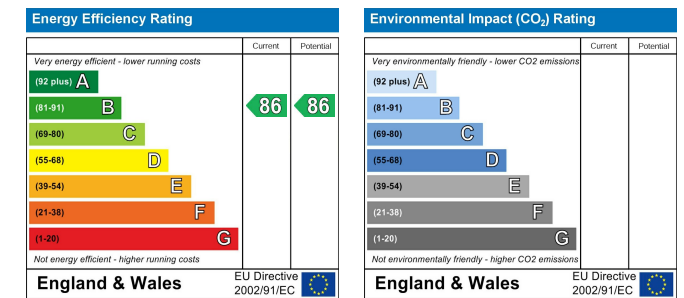 Energy Efficiency Rating
Current Potential
Very energy efficient - lower running costs
(92 plus) A
(81-91) B 86 86
(69-80) C
(55-68) D
(39-54) E
(21-38) F
(1-20) G
Not energy efficient - higher running costs
England & Wales
EU Directive
2002/91/EC
Environmental Impact (CO2) Rating
Current Potential
Very environmentally friendly - lower CO2 emissions
(92 plus) A
(81-91) B
(69-80) C
(55-68) D
(39-54) E
(21-38) F
(1-20) G
Not environmentally friendly - higher CO2 emissions
England & Wales
EU Directive
2002/91/EC